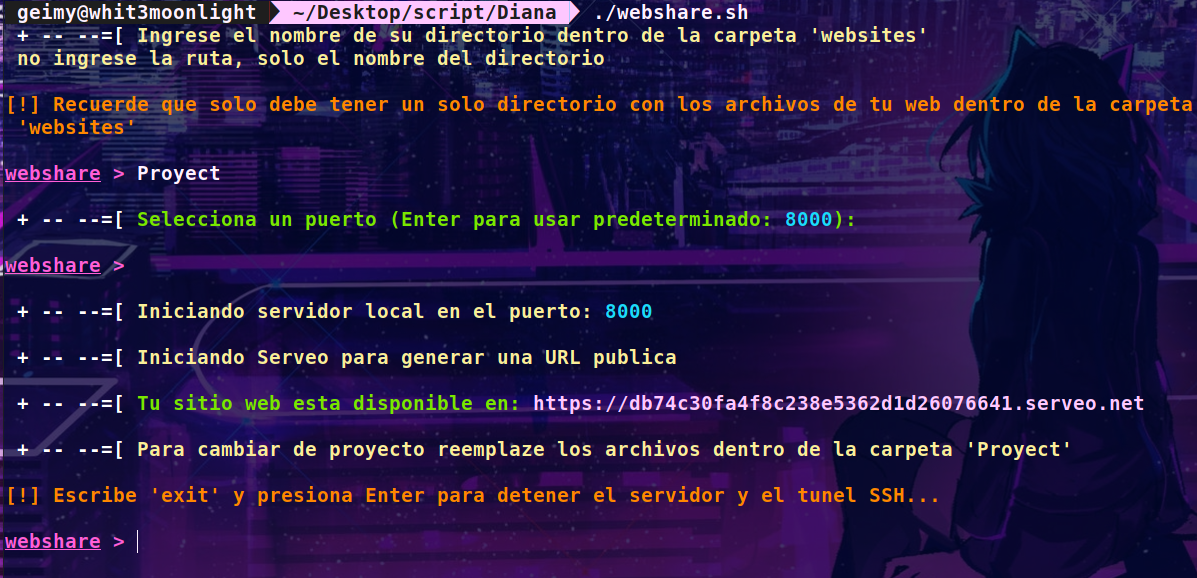 geimy@whit3moonlight ~/Desktop/script/Diana ./webshare.sh
+ -- --=[ Ingrese el nombre de su directorio dentro de la carpeta 'websites'
no ingrese la ruta, solo el nombre del directorio
[!] Recuerde que solo debe tener un solo directorio con los archivos de tu web dentro de la carpeta
'websites'
webshare > Proyect
+ -- --=[ Selecciona un puerto (Enter para usar predeterminado: 8000):
webshare >
+ -- --=[ Iniciando servidor local en el puerto: 8000
+ -- --=[ Iniciando Serveo para generar una URL publica
+ -- --=[ Tu sitio web esta disponible en: https://db74c30fa4f8c238e5362d1d26076641.serveo.net
+ -- --=[ Para cambiar de proyecto reemplaze los archivos dentro de la carpeta 'Proyect'
[!] Escribe 'exit' y presiona Enter para detener el servidor y el tunel SSH...
webshare >